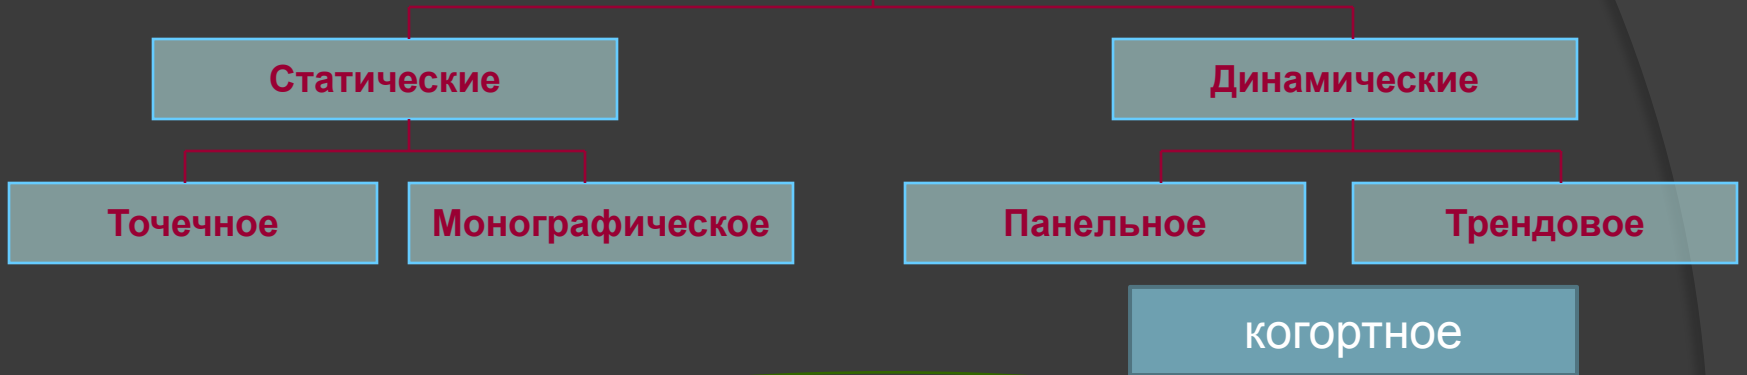 Статические
Динамические
Точечное
Монографическое
Панельное
Трендовое
когортное